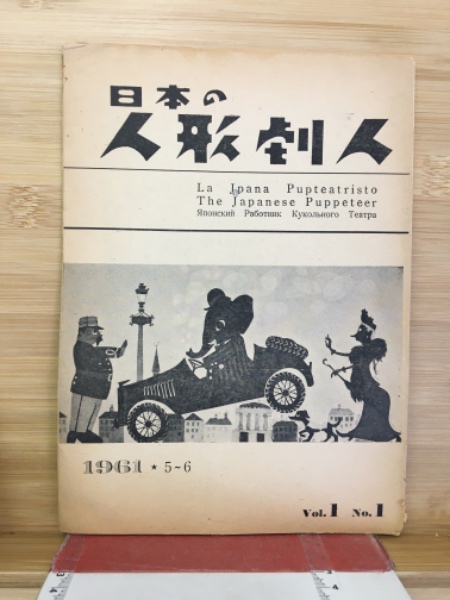 日本の
人形劇人
La Jpana Pupteatristo
The Japanese Puppeteer
Японский Работник Кукольного Театра
1961 ★ 5~6
Vol.1 No.1